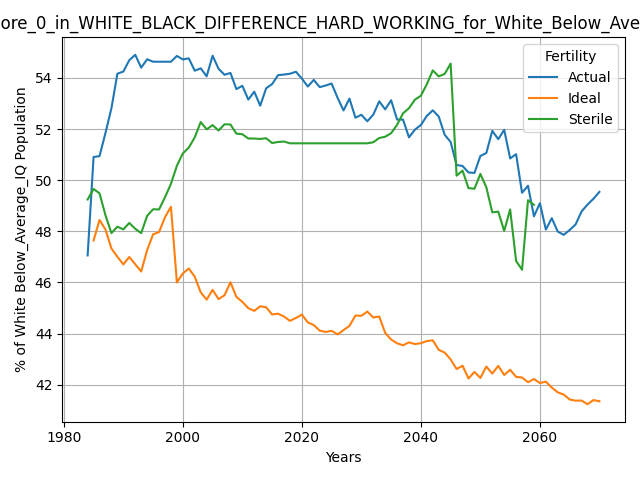 ore_0_in_WHITE_BLACK_DIFFERENCE_HARD_WORKING_for_White_Below_Ave
Fertility
Actual
Ideal
Sterile
% of White Below_Average_IQ Population
54
52
50
48
46
44
42
1980
2000
2020
2040
2060
Years